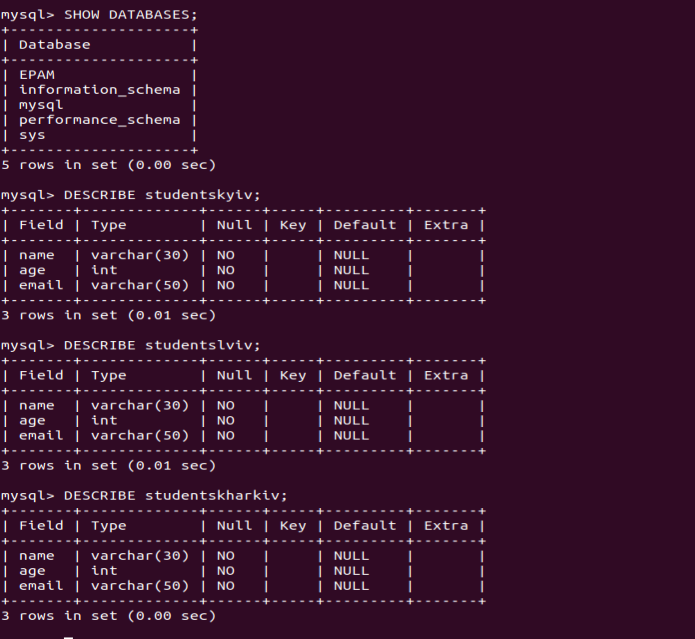 mysql> SHOW DATABASES;
+--------------------+
| Database           |
+--------------------+
| EPAM               |
| information_schema |
| mysql              |
| performance_schema |
| sys                |
+--------------------+
5 rows in set (0.00 sec)
mysql> DESCRIBE studentskyiv;
+-------+-------------+------+-----+---------+-------+
| Field | Type        | Null | Key | Default | Extra |
+-------+-------------+------+-----+---------+-------+
| name  | varchar(30) | NO   |     | NULL    |       |
| age   | int         | NO   |     | NULL    |       |
| email | varchar(50) | NO   |     | NULL    |       |
+-------+-------------+------+-----+---------+-------+
3 rows in set (0.01 sec)
mysql> DESCRIBE studentslviv;
+-------+-------------+------+-----+---------+-------+
| Field | Type        | Null | Key | Default | Extra |
+-------+-------------+------+-----+---------+-------+
| name  | varchar(30) | NO   |     | NULL    |       |
| age   | int         | NO   |     | NULL    |       |
| email | varchar(50) | NO   |     | NULL    |       |
+-------+-------------+------+-----+---------+-------+
3 rows in set (0.01 sec)
mysql> DESCRIBE studentskharkiv;
+-------+-------------+------+-----+---------+-------+
| Field | Type        | Null | Key | Default | Extra |
+-------+-------------+------+-----+---------+-------+
| name  | varchar(30) | NO   |     | NULL    |       |
| age   | int         | NO   |     | NULL    |       |
| email | varchar(50) | NO   |     | NULL    |       |
+-------+-------------+------+-----+---------+-------+
3 rows in set (0.00 sec)